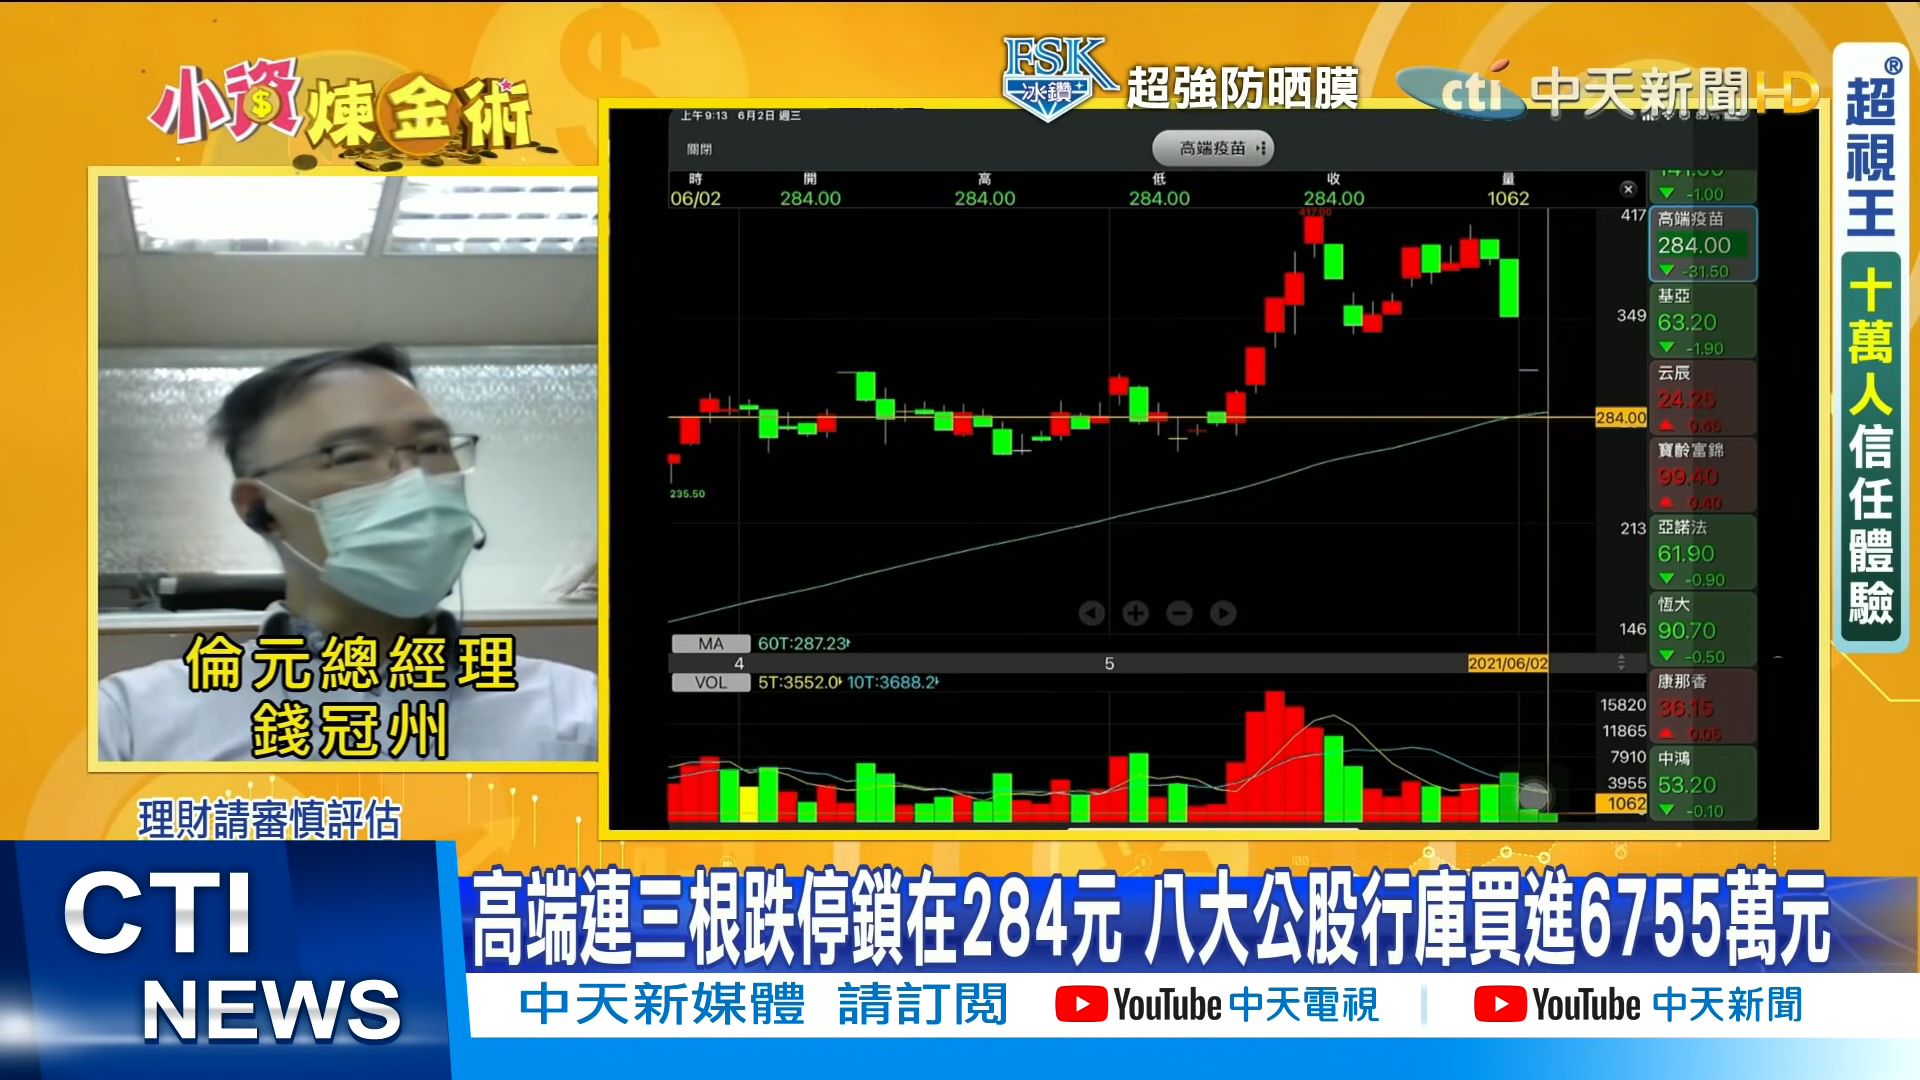 小資煉金術
FSK
冰鑽
超強防晒膜
cti 中天新聞HD
超視王®
十萬人信任體驗
上午9:13 6月2日 週三
關閉
高端疫苗
時 開 高 低 收 量
06/02 284.00 284.00 284.00 284.00 1062
417.00
417
349
284.00
213
146
235.50
MA 60T:287.23
4 5 2021/06/02
VOL 5T:3552.0 10T:3688.2
15820
11865
7910
3955
1062
141.00
-1.00
高端疫苗
284.00
-31.50
基亞
63.20
-1.90
云辰
24.25
0.45
寶齡富錦
99.40
0.40
亞諾法
61.90
-0.90
恆大
90.70
-0.50
康那香
36.15
0.05
中鴻
53.20
-0.10
倫元總經理
錢冠州
理財請審慎評估
CTI
NEWS
高端連三根跌停鎖在284元 八大公股行庫買進6755萬元
中天新媒體 請訂閱 YouTube 中天電視 YouTube 中天新聞